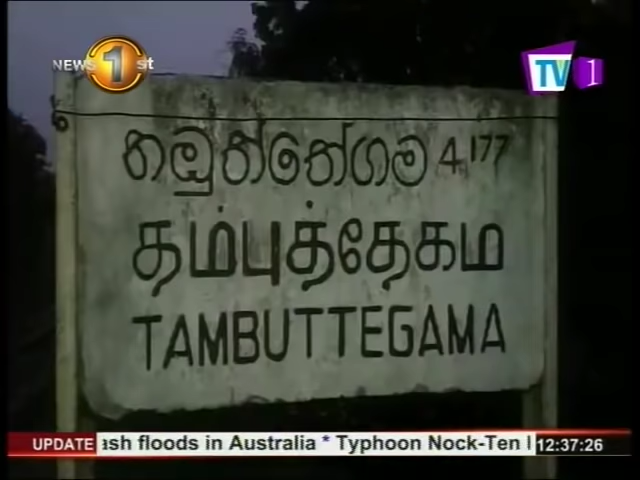 NEWS 1st
TV 1
තඹුත්තේගම 4,177
தம்புத்தேகம
TAMBUTTEGAMA
UPDATE ash floods in Australia * Typhoon Nock-Ten 12:37:26